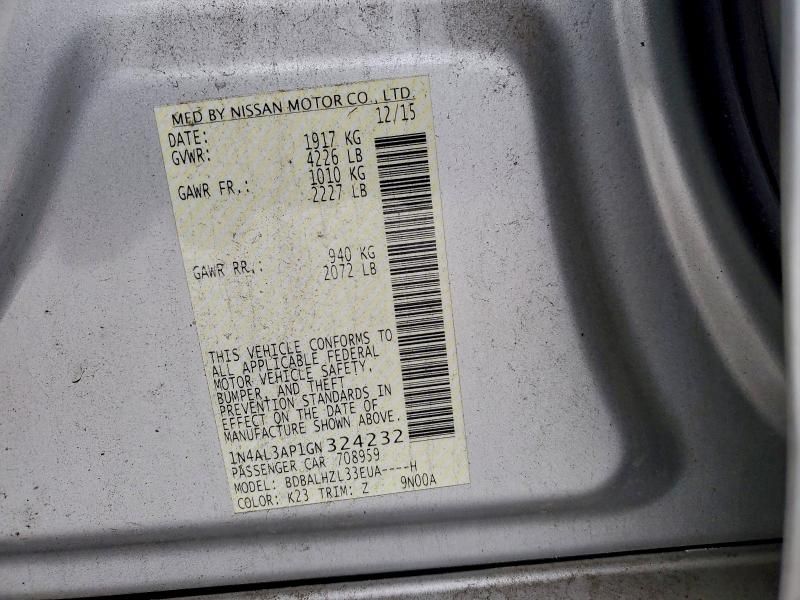 MFD BY NISSAN MOTOR CO., LTD.
DATE: 12/15
GVWR: 1917 KG
4226 LB
GAWR FR.: 1010 KG
2227 LB
GAWR RR.: 940 KG
2072 LB
THIS VEHICLE CONFORMS TO
ALL APPLICABLE FEDERAL
MOTOR VEHICLE SAFETY,
BUMPER, AND THEFT
PREVENTION STANDARDS IN
EFFECT ON THE DATE OF
MANUFACTURE SHOWN ABOVE.
1N4AL3AP1GN324232
PASSENGER CAR 708959
MODEL: BDBALHZL33EUA----H
COLOR: K23 TRIM: Z 9N00A